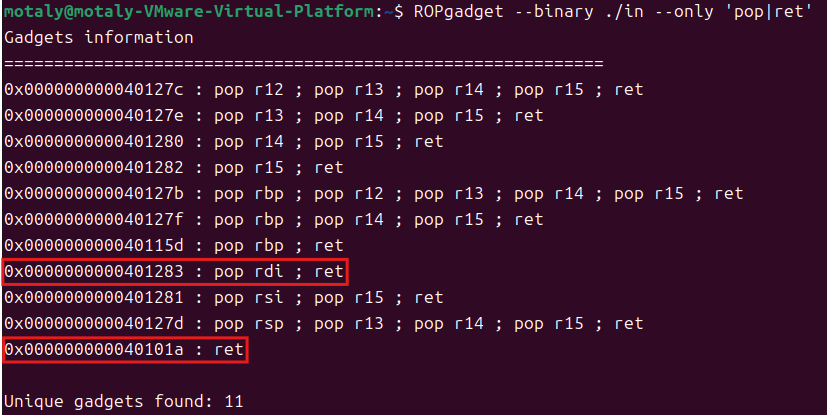 motaly@motaly-VMware-Virtual-Platform:~$ ROPgadget --binary ./in --only 'pop|ret'
Gadgets information
============================================================
0x000000000040127c : pop r12 ; pop r13 ; pop r14 ; pop r15 ; ret
0x000000000040127e : pop r13 ; pop r14 ; pop r15 ; ret
0x0000000000401280 : pop r14 ; pop r15 ; ret
0x0000000000401282 : pop r15 ; ret
0x000000000040127b : pop rbp ; pop r12 ; pop r13 ; pop r14 ; pop r15 ; ret
0x000000000040127f : pop rbp ; pop r14 ; pop r15 ; ret
0x000000000040115d : pop rbp ; ret
0x0000000000401283 : pop rdi ; ret
0x0000000000401281 : pop rsi ; pop r15 ; ret
0x000000000040127d : pop rsp ; pop r13 ; pop r14 ; pop r15 ; ret
0x000000000040101a : ret
Unique gadgets found: 11